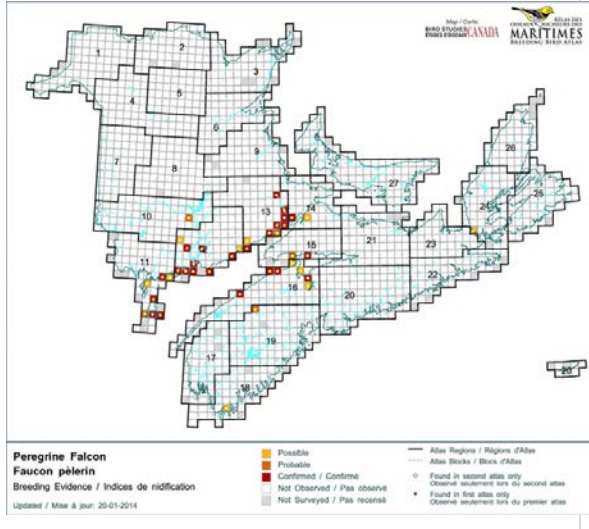 Map / Carte
BIRD STUDIES
ÉTUDES D'OISEAUX CANADA
ATLAS DES
OISEAUX NICHEURS DES
MARITIMES
BREEDING BIRD ATLAS
1
2
3
4
5
6
7
8
9
10
11
13
14
15
16
17
18
19
20
21
22
23
24
25
26
27
20
Peregrine Falcon
Faucon pèlerin
Breeding Evidence / Indices de nidification
Updated / Mise à jour: 20-01-2014
Possible
Probable
Confirmed / Confirmé
Not Observed / Pas observé
Not Surveyed / Pas recensé
Atlas Regions / Régions d'Atlas
Atlas Blocks / Blocs d'Atlas
Found in second atlas only
Observé seulement lors du second atlas
Found in first atlas only
Observé seulement lors du premier atlas